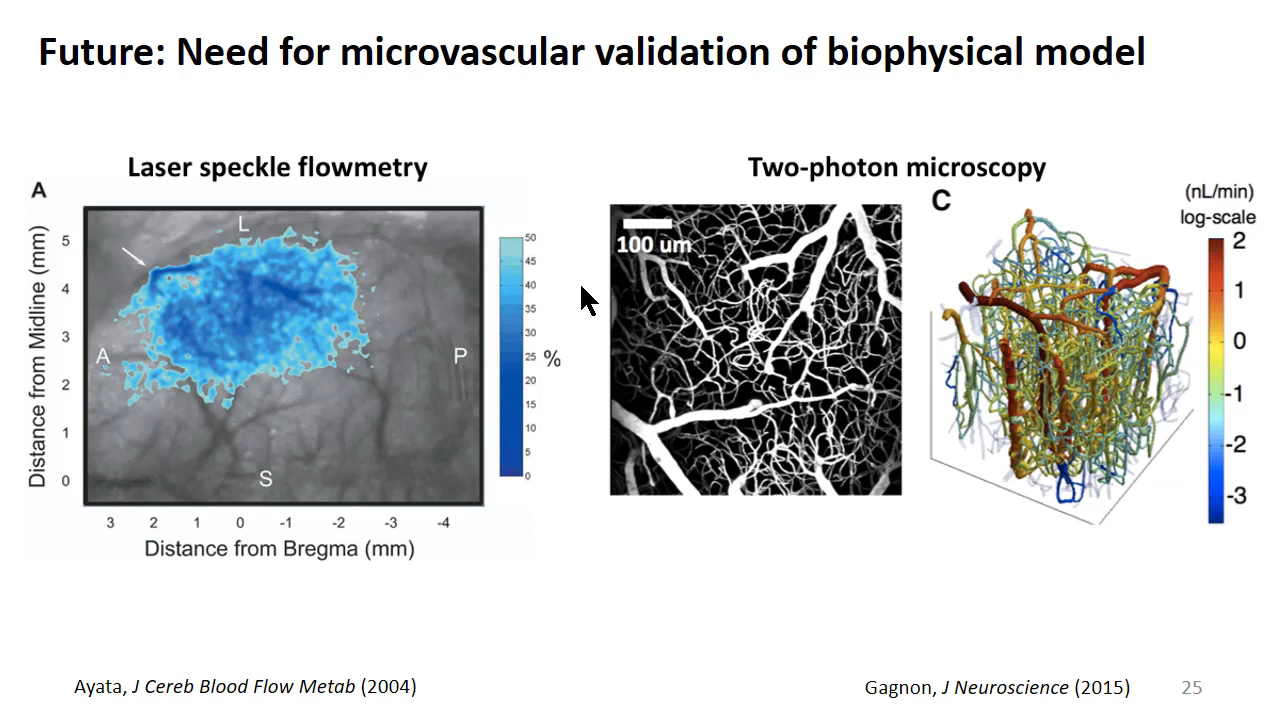 Future: Need for microvascular validation of biophysical model
Laser speckle flowmetry
A
Distance from Midline (mm)
5
4
3
2
1
0
L
A
P
S
3 2 1 0 -1 -2 -3 -4
Distance from Bregma (mm)
50
45
40
35
30
25
20
15
10
5
0
%
Two-photon microscopy
100 um
C
(nL/min)
log-scale
2
1
0
-1
-2
-3
Ayata, J Cereb Blood Flow Metab (2004)
Gagnon, J Neuroscience (2015)
25